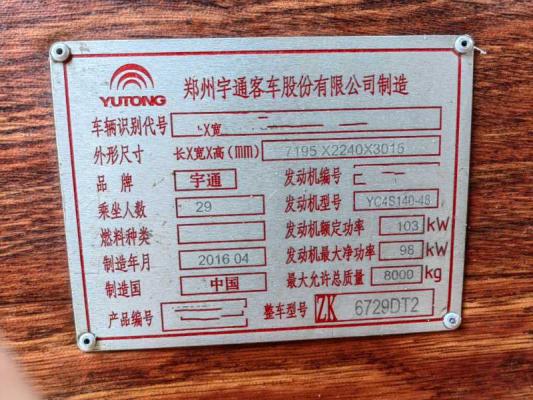 YUTONG 郑州宇通客车股份有限公司制造
车辆识别代号
外形尺寸 长X宽X高(mm) 7195X2240X3015
品牌 宇通 发动机编号
乘坐人数 29 发动机型号 YC4S140-48
燃料种类 发动机额定功率 103 kW
制造年月 2016 04 发动机最大净功率 98 kW
制造国 中国 最大允许总质量 8000 kg
产品编号 整车型号 ZK 6729DT2